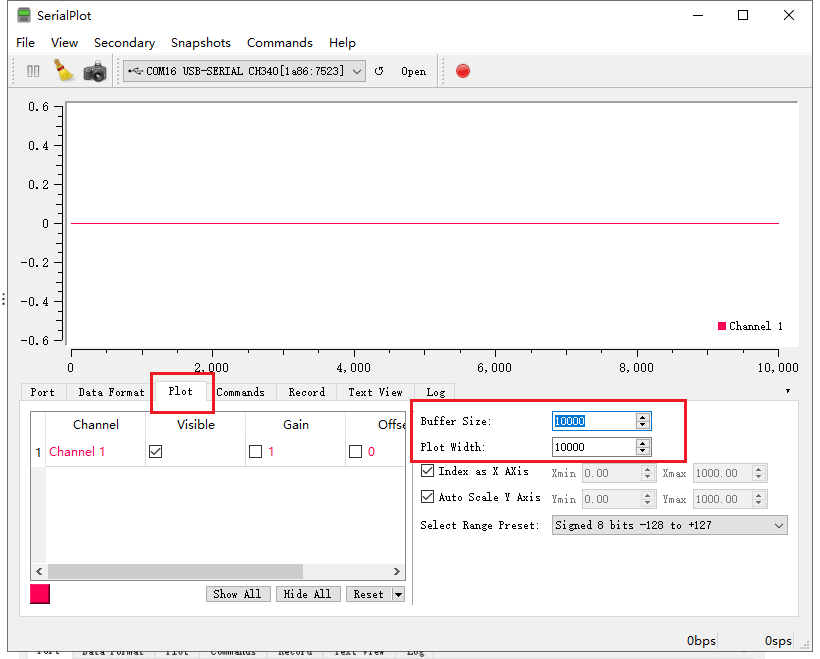 SerialPlot
File View Secondary Snapshots Commands Help
COM16 USB-SERIAL CH340[1a86:7523] Open
0.6
0.4
0.2
0
-0.2
-0.4
-0.6
Channel 1
0 2,000 4,000 6,000 8,000 10,000
Port Data Format Plot Commands Record Text View Log
Channel Visible Gain Offse
1 Channel 1 1 0
Buffer Size: 10000
Plot Width: 10000
Index as X AXis Xmin 0.00 Xmax 1000.00
Auto Scale Y Axis Ymin 0.00 Ymax 1000.00
Select Range Preset: Signed 8 bits -128 to +127
Show All Hide All Reset
0bps 0sps
Port Data Format Plot Commands Record Text View Log